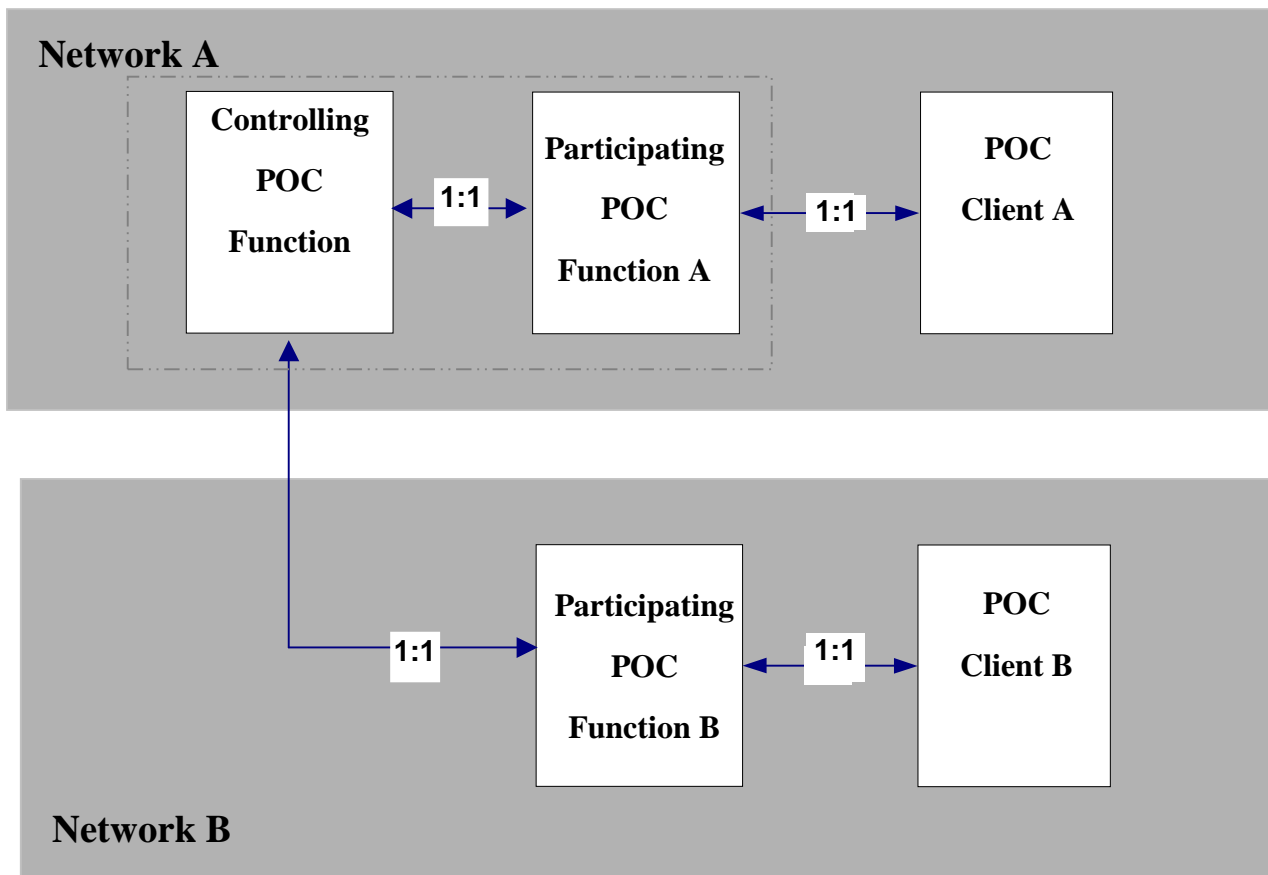 Network A
Controlling
POC
Function
1:1
Participating
POC
Function A
1:1
POC
Client A
1:1
Participating
POC
Function B
1:1
POC
Client B
Network B